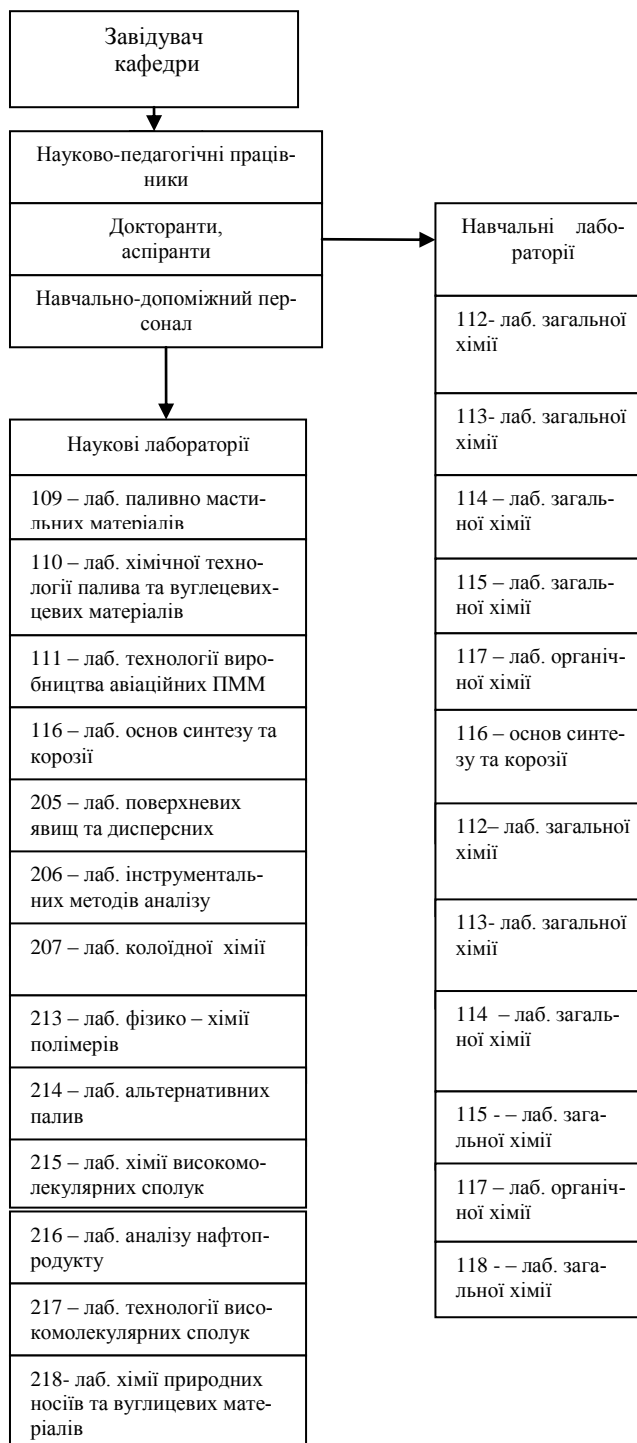 Завідувач
кафедри
Науково-педагогічні праців-
ники
Докторанти,
аспіранти
Навчально-допоміжний пер-
сонал
Наукові лабораторії
109 – лаб. паливно масти-
льних матеріалів
110 – лаб. хімічної техно-
логії палива та вуглецевих-
цевих матеріалів
111 – лаб. технології виро-
бництва авіаційних ПММ
116 – лаб. основ синтезу та
корозії
205 – лаб. поверхневих
явищ та дисперсних
206 – лаб. інструменталь-
них методів аналізу
207 – лаб. колоїдної хімії
213 – лаб. фізико – хімії
полімерів
214 – лаб. альтернативних
палив
215 – лаб. хімії високомо-
лекулярних сполук
216 – лаб. аналізу нафтоп-
родукту
217 – лаб. технології висо-
комолекулярних сполук
218- лаб. хімії природних
носіїв та вуглицевих мате-
ріалів
Навчальні лабо-
раторії
112- лаб. загальної
хімії
113- лаб. загальної
хімії
114 – лаб. загаль-
ної хімії
115 – лаб. загаль-
ної хімії
117 – лаб. органіч-
ної хімії
116 – основ синте-
зу та корозії
112– лаб. загальної
хімії
113- лаб. загальної
хімії
114 – лаб. загаль-
ної хімії
115 - – лаб. зага-
льної хімії
117 – лаб. органіч-
ної хімії
118 - – лаб. зага-
льної хімії